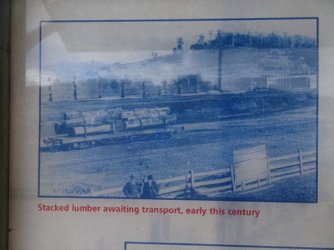 Stacked lumber awaiting transport, early this century